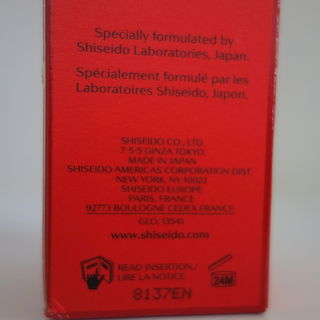 Specially formulated by
Shiseido Laboratories, Japan.
Spécialement formulé par les
Laboratoires Shiseido, Japon.
SHISEIDO CO., LTD.
7-5-5 GINZA TOKYO
MADE IN JAPAN
SHISEIDO AMERICAS CORPORATION DIST.
NEW YORK, NY 10022
SHISEIDO EUROPE
PARIS, FRANCE
92773 BOULOGNE CEDEX FRANCE
GLO. 13541
www.shiseido.com
READ INSERTION/
LIRE LA NOTICE
24M
8137EH